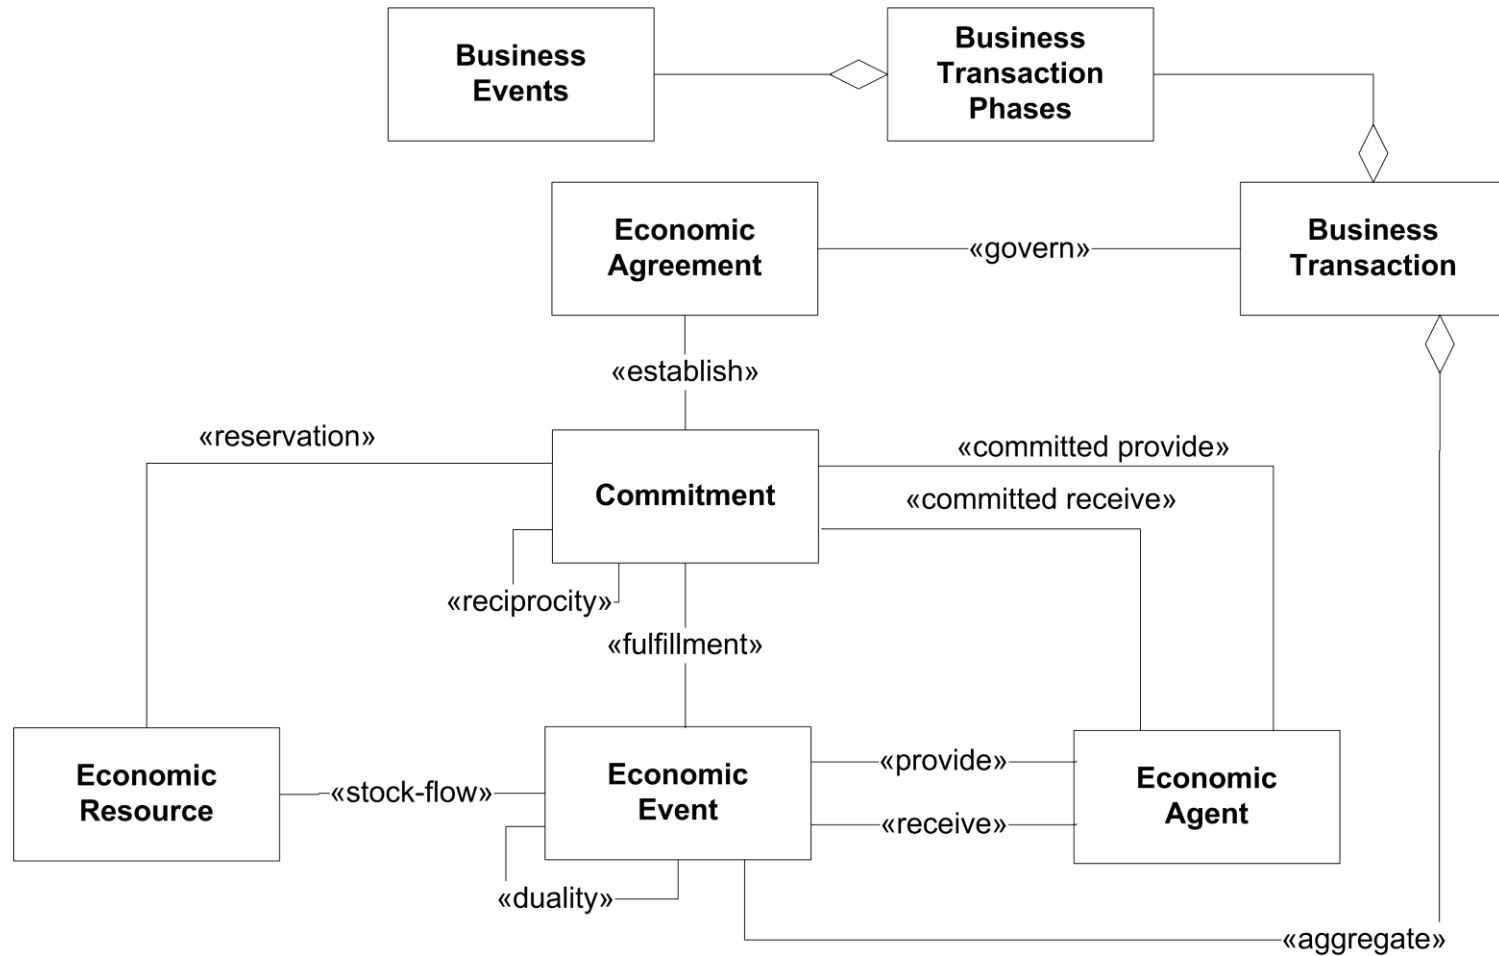 Business
Events
Business
Transaction
Phases
Economic
Agreement
«govern»
Business
Transaction
«establish»
«reservation»
Commitment
«committed provide»
«committed receive»
«reciprocity»
«fulfillment»
Economic
Resource
«stock-flow»
Economic
Event
«provide»
«receive»
Economic
Agent
«duality»
«aggregate»